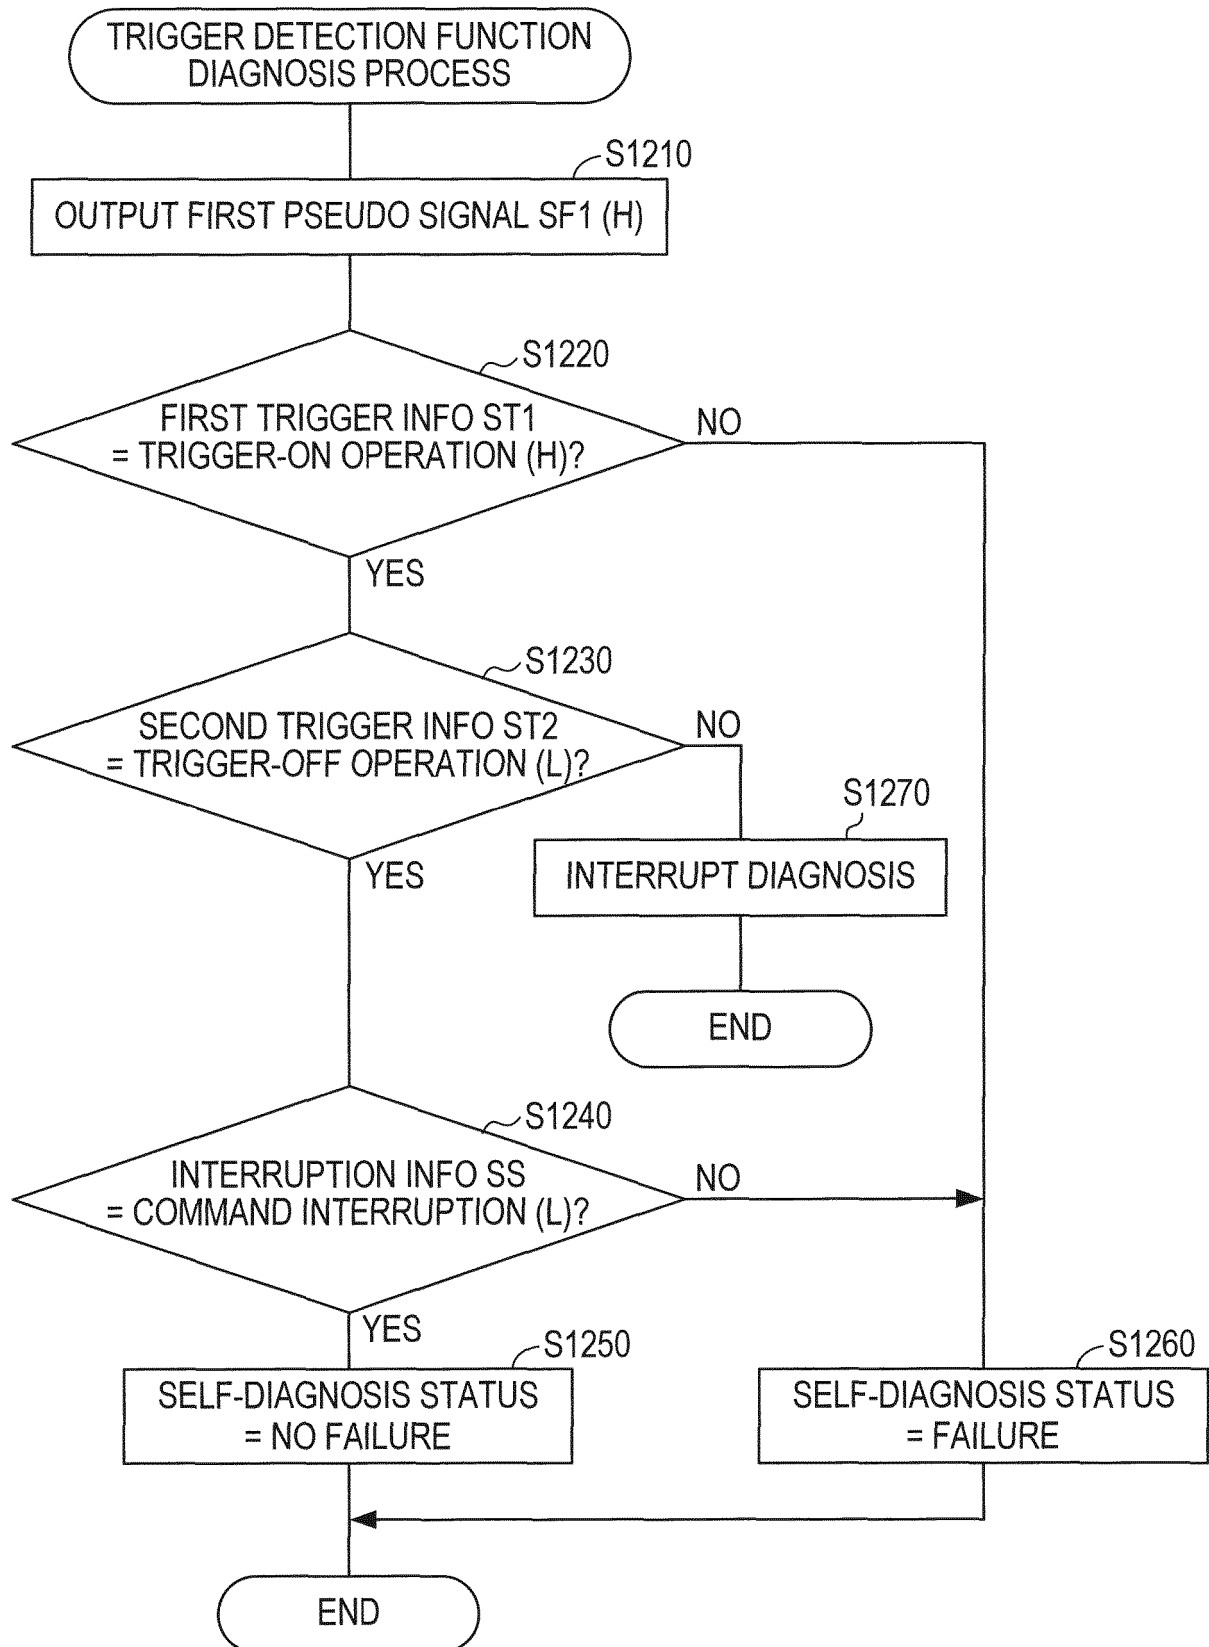 TRIGGER DETECTION FUNCTION
DIAGNOSIS PROCESS
S1210
OUTPUT FIRST PSEUDO SIGNAL SF1 (H)
S1220
FIRST TRIGGER INFO ST1
= TRIGGER-ON OPERATION (H)?
NO
YES
S1230
SECOND TRIGGER INFO ST2
= TRIGGER-OFF OPERATION (L)?
NO
YES
S1270
INTERRUPT DIAGNOSIS
END
S1240
INTERRUPTION INFO SS
= COMMAND INTERRUPTION (L)?
NO
YES
S1250
SELF-DIAGNOSIS STATUS
= NO FAILURE
S1260
SELF-DIAGNOSIS STATUS
= FAILURE
END